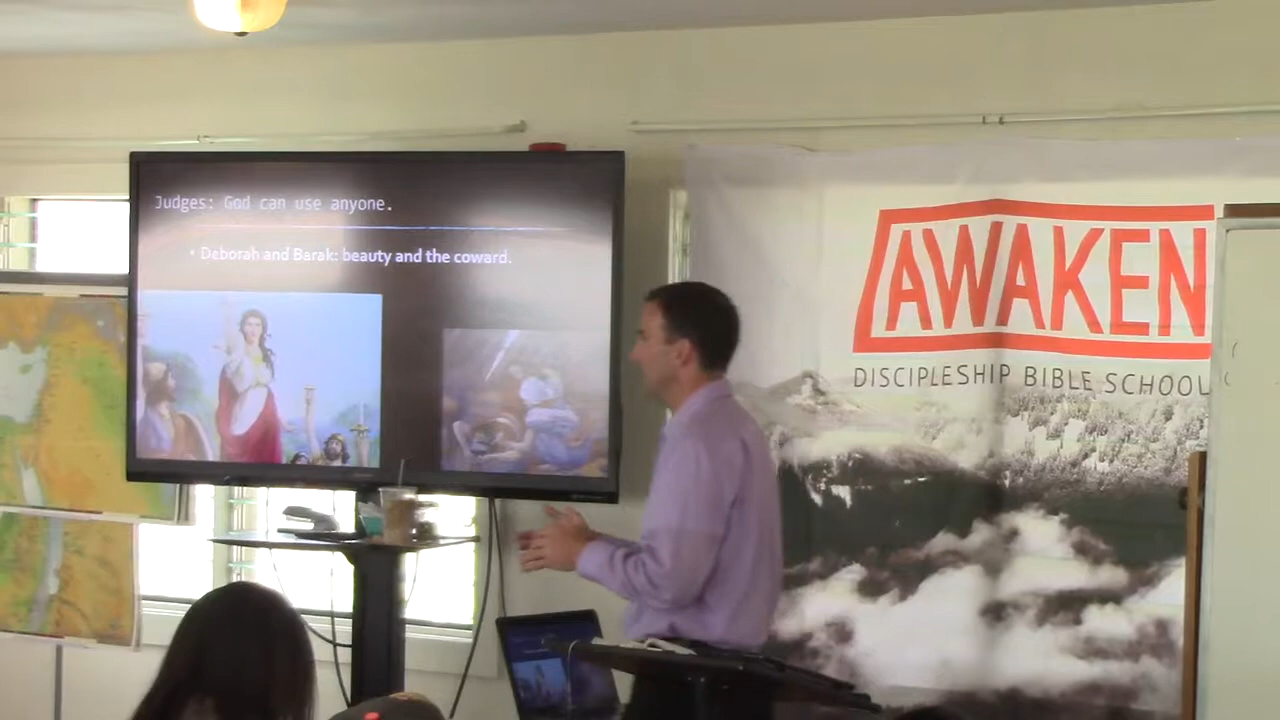 Judges: God can use anyone.
• Deborah and Barak: beauty and the coward.
AWAKEN
DISCIPLESHIP BIBLE SCHOOL